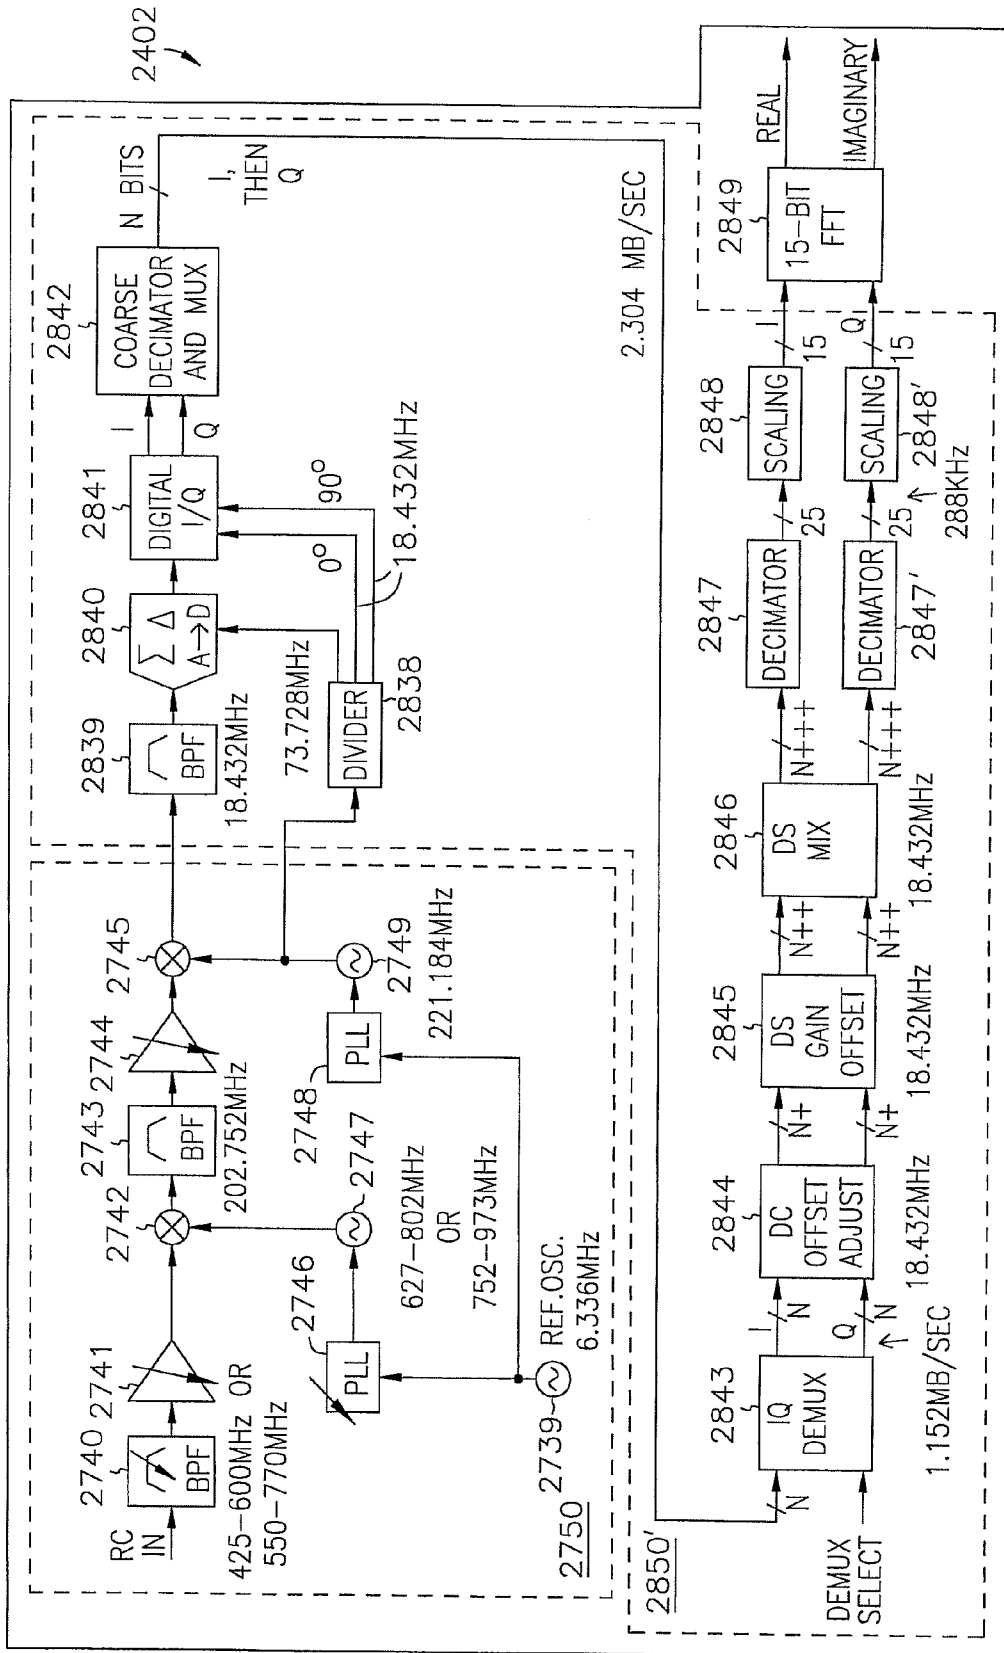 2402
RC
IN
2740
BPF
425–600MHz OR
550–770MHz
2741
2742
2743
BPF
202.752MHz
2744
2745
2746
PLL
2747
627–802MHz
OR
752–973MHz
2748
PLL
2749
221.184MHz
2739
REF.OSC.
6.336MHz
2750
2839
BPF
18.432MHz
2840
∑ Δ
A→D
2841
DIGITAL
I/Q
I
Q
2842
COARSE
DECIMATOR
AND MUX
N BITS
I,
THEN
Q
73.728MHz
DIVIDER
2838
0°
90°
18.432MHz
2.304 MB/SEC
2850'
DEMUX
SELECT
N
2843
IQ
DEMUX
I
N
Q
N
1.152MB/SEC
2844
DC
OFFSET
ADJUST
18.432MHz
N+
N+
2845
DS
GAIN
OFFSET
18.432MHz
N++
N++
2846
DS
MIX
18.432MHz
N+++
N+++
2847
DECIMATOR
DECIMATOR
2847'
25
25
288KHz
2848
SCALING
SCALING
2848'
I
15
Q
15
2849
15–BIT
FFT
REAL
IMAGINARY